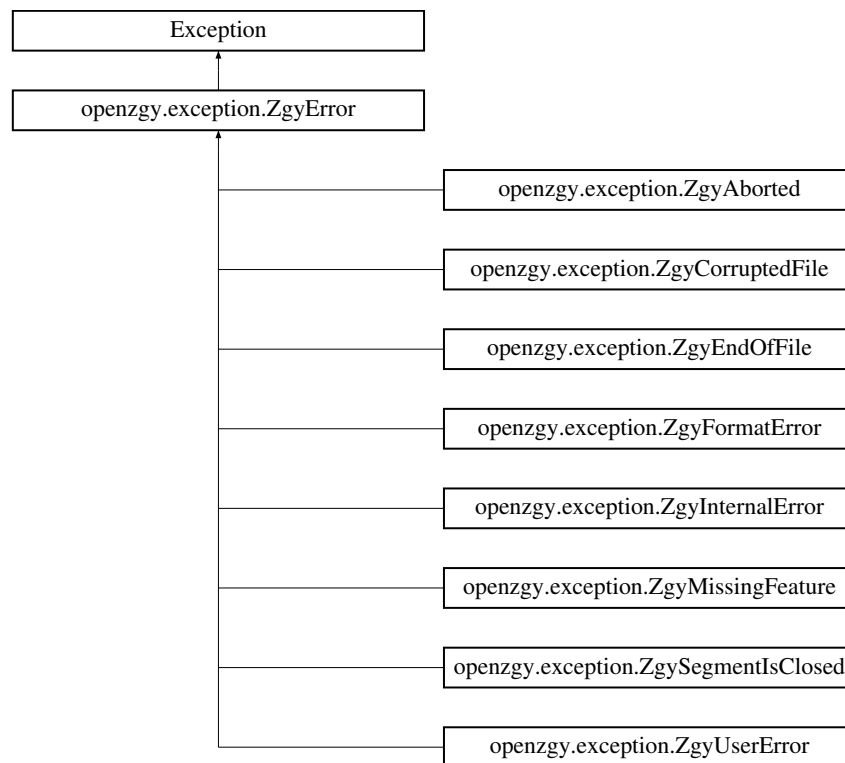 Exception
openzgy.exception.ZgyError
openzgy.exception.ZgyAborted
openzgy.exception.ZgyCorruptedFile
openzgy.exception.ZgyEndOfFile
openzgy.exception.ZgyFormatError
openzgy.exception.ZgyInternalError
openzgy.exception.ZgyMissingFeature
openzgy.exception.ZgySegmentIsClosed
openzgy.exception.ZgyUserError